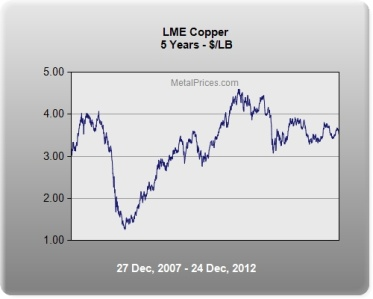 LME Copper
5 Years - $/LB
MetalPrices.com
5.00
4.00
3.00
2.00
1.00
27 Dec, 2007 - 24 Dec, 2012